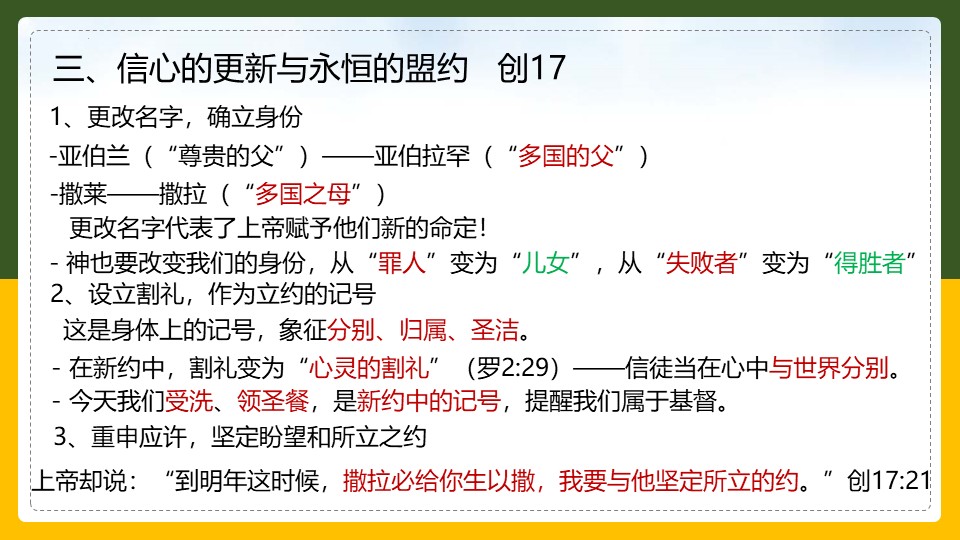 三、信心的更新与永恒的盟约 创17
1、更改名字，确立身份
-亚伯兰（“尊贵的父”）——亚伯拉罕（“多国的父”）
-撒莱——撒拉（“多国之母”）
更改名字代表了上帝赋予他们新的命定！
- 神也要改变我们的身份，从“罪人”变为“儿女”，从“失败者”变为“得胜者”
2、设立割礼，作为立约的记号
这是身体上的记号，象征分别、归属、圣洁。
- 在新约中，割礼变为“心灵的割礼”（罗2:29）——信徒当在心中与世界分别。
- 今天我们受洗、领圣餐，是新约中的记号，提醒我们属于基督。
3、重申应许，坚定盼望和所立之约
上帝却说：“到明年这时候，撒拉必给你生以撒，我要与他坚定所立的约。”创17:21